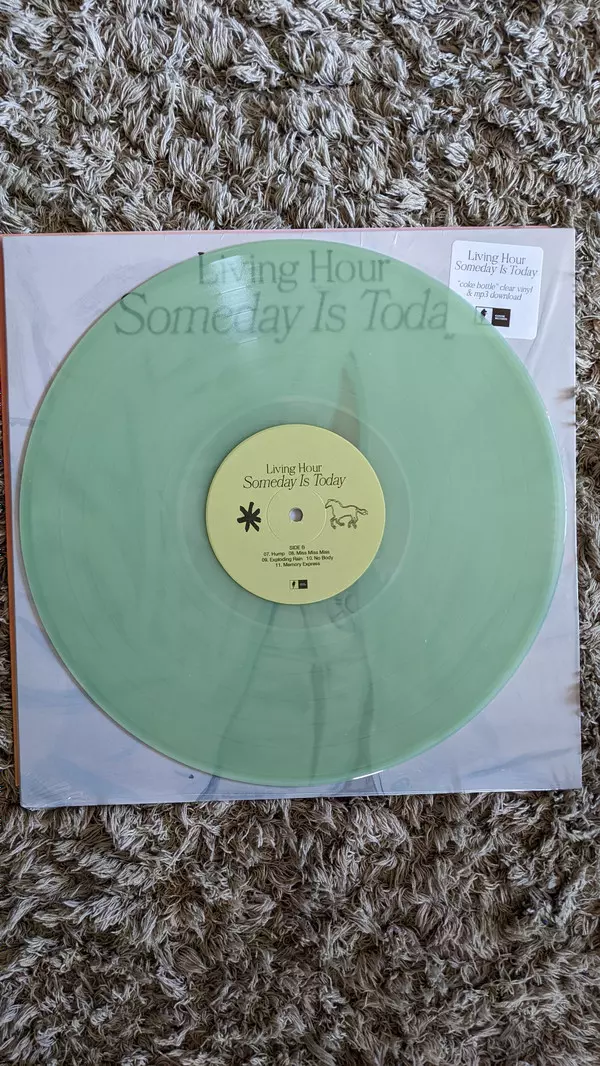 Living Hour
Someday Is Toda
Living Hour
Someday Is Today
"coke bottle" clear vinyl
& mp3 download
Living Hour
Someday Is Today
SIDE B
07. Hump 08. Miss Miss Miss
09. Exploding Rain 10. No Body
11. Memory Express